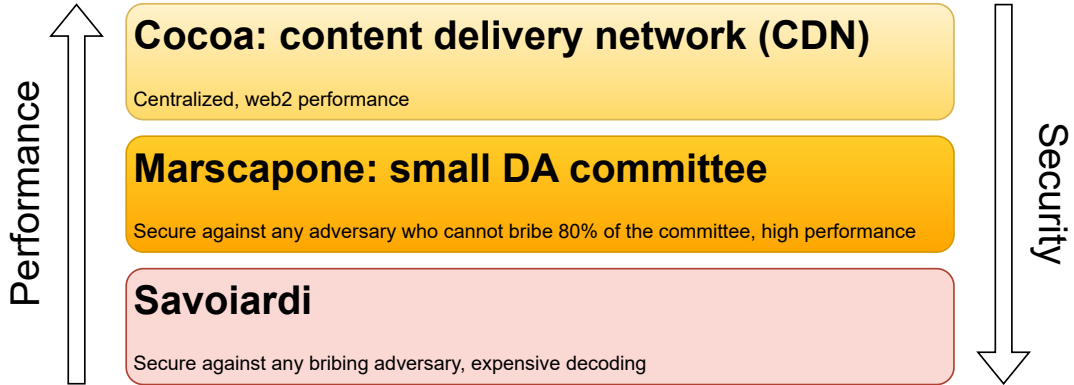 Performance
Cocoa: content delivery network (CDN)
Centralized, web2 performance
Marscapone: small DA committee
Secure against any adversary who cannot bribe 80% of the committee, high performance
Savoiardi
Secure against any bribing adversary, expensive decoding
Security